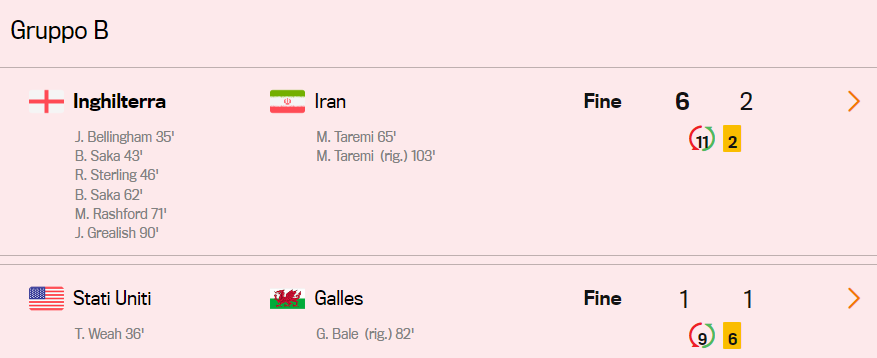 Gruppo B
Inghilterra Iran Fine 6 2
J. Bellingham 35' M. Taremi 65' 11 2
B. Saka 43' M. Taremi (rig.) 103'
R. Sterling 46'
B. Saka 62'
M. Rashford 71'
J. Grealish 90'
Stati Uniti Galles Fine 1 1
T. Weah 36' G. Bale (rig.) 82' 9 6